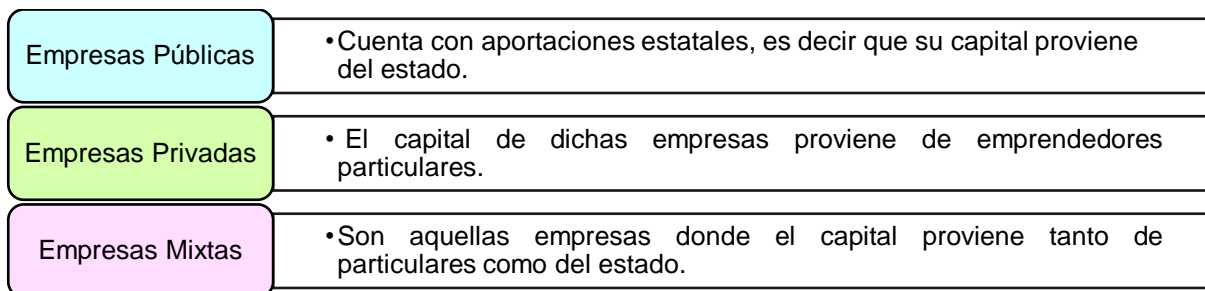 Empresas Públicas
•Cuenta con aportaciones estatales, es decir que su capital proviene
del estado.
Empresas Privadas
• El capital de dichas empresas proviene de emprendedores
particulares.
Empresas Mixtas
•Son aquellas empresas donde el capital proviene tanto de
particulares como del estado.